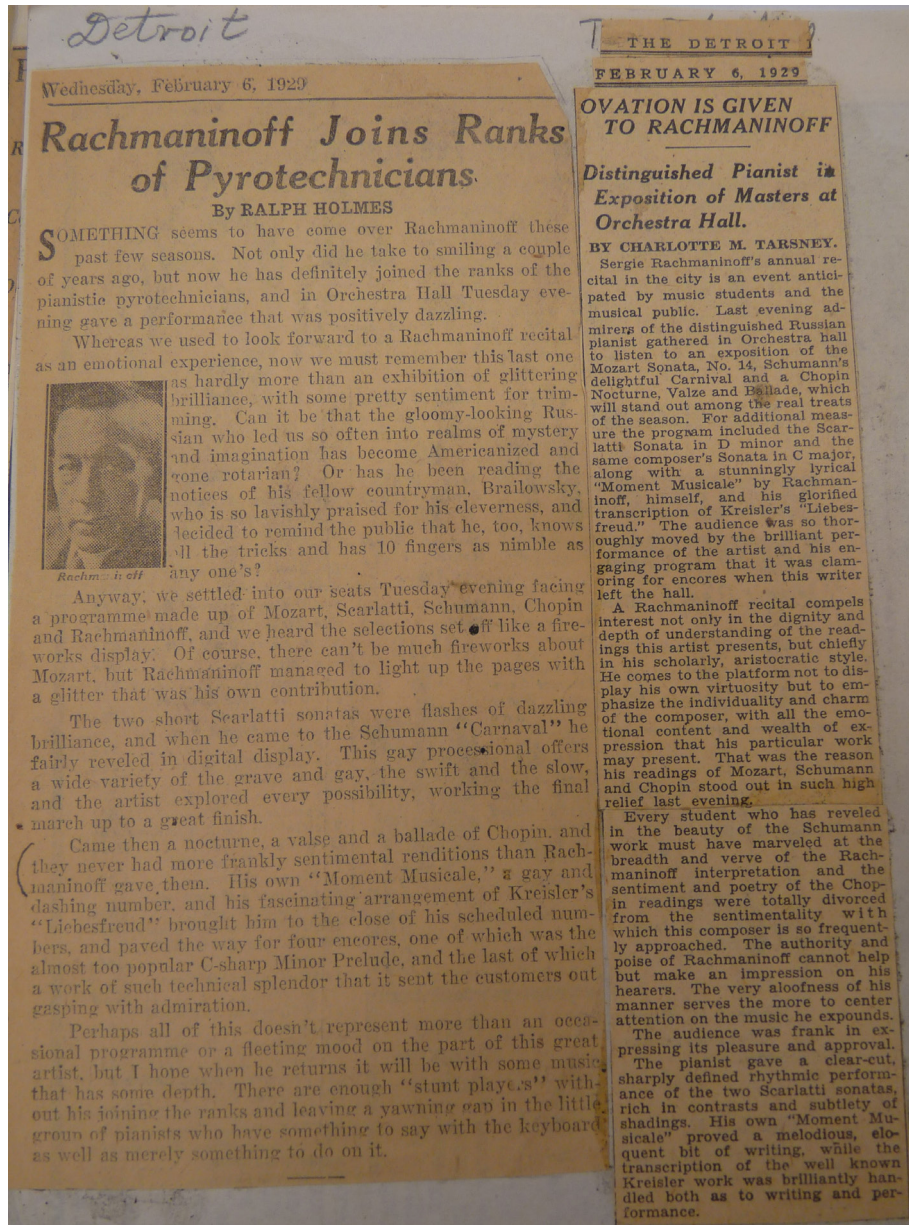 Detroit
Wednesday, February 6, 1929
Rachmaninoff Joins Ranks
of Pyrotechnicians.
By RALPH HOLMES
SOMETHING seems to have come over Rachmaninoff these
past few seasons. Not only did he take to smiling a couple
of years ago, but now he has definitely joined the ranks of the
pianistic pyrotechnicians, and in Orchestra Hall Tuesday eve-
ning gave a performance that was positively dazzling.
Whereas we used to look forward to a Rachmaninoff recital
as an emotional experience, now we must remember this last one
as hardly more than an exhibition of glittering
brilliance, with some pretty sentiment for trim-
ming. Can it be that the gloomy-looking Rus-
sian who led us so often into realms of mystery
and imagination has become Americanized and
gone rotarian? Or has he been reading the
notices of his fellow countryman, Brailowsky,
who is so lavishly praised for his cleverness, and
decided to remind the public that he, too, knows
all the tricks and has 10 fingers as nimble as
any one's?
Rachmaninoff
Anyway, we settled into our seats Tuesday evening facing
a programme made up of Mozart, Scarlatti, Schumann, Chopin
and Rachmaninoff, and we heard the selections set off like a fire-
works display. Of course, there can't be much fireworks about
Mozart, but Rachmaninoff managed to light up the pages with
a glitter that was his own contribution.
The two short Scarlatti sonatas were flashes of dazzling
brilliance, and when he came to the Schumann "Carnaval" he
fairly reveled in digital display. This gay processional offers
a wide variety of the grave and gay, the swift and the slow,
and the artist explored every possibility, working the final
march up to a great finish.
Came then a nocturne, a valse and a ballade of Chopin, and
they never had more frankly sentimental renditions than Rach-
maninoff gave them. His own "Moment Musicale," a gay and
dashing number, and his fascinating arrangement of Kreisler's
"Liebesfreud" brought him to the close of his scheduled num-
bers, and paved the way for four encores, one of which was the
almost too popular C-sharp Minor Prelude, and the last of which
a work of such technical splendor that it sent the customers out
gasping with admiration.
Perhaps all of this doesn't represent more than an occa-
sional programme or a fleeting mood on the part of this great
artist, but I hope when he returns it will be with some music
that has some depth. There are enough "stunt players" with-
out his joining the ranks and leaving a yawning gap in the little
group of pianists who have something to say with the keyboard
as well as merely something to do on it.
THE DETROIT
FEBRUARY 6, 1929
OVATION IS GIVEN
TO RACHMANINOFF
Distinguished Pianist in
Exposition of Masters at
Orchestra Hall.
BY CHARLOTTE M. TARSNEY.
Sergie Rachmaninoff's annual re-
cital in the city is an event antici-
pated by music students and the
musical public. Last evening ad-
mirers of the distinguished Russian
pianist gathered in Orchestra hall
to listen to an exposition of the
Mozart Sonata, No. 14, Schumann's
delightful Carnival and a Chopin
Nocturne, Valze and Ballade, which
will stand out among the real treats
of the season. For additional meas-
ure the program included the Scar-
latti Sonata in D minor and the
same composer's Sonata in C major,
along with a stunningly lyrical
"Moment Musicale" by Rachman-
inoff, himself, and his glorified
transcription of Kreisler's "Liebes-
freud." The audience was so thor-
oughly moved by the brilliant per-
formance of the artist and his en-
gaging program that it was clam-
oring for encores when this writer
left the hall.
A Rachmaninoff recital compels
interest not only in the dignity and
depth of understanding of the read-
ings this artist presents, but chiefly
in his scholarly, aristocratic style.
He comes to the platform not to dis-
play his own virtuosity but to em-
phasize the individuality and charm
of the composer, with all the emo-
tional content and wealth of ex-
pression that his particular work
may present. That was the reason
his readings of Mozart, Schumann
and Chopin stood out in such high
relief last evening.
Every student who has reveled
in the beauty of the Schumann
work must have marveled at the
breadth and verve of the Rach-
maninoff interpretation and the
sentiment and poetry of the Chop-
in readings were totally divorced
from the sentimentality with
which this composer is so frequent-
ly approached. The authority and
poise of Rachmaninoff cannot help
but make an impression on his
hearers. The very aloofness of his
manner serves the more to center
attention on the music he expounds.
The audience was frank in ex-
pressing its pleasure and approval.
The pianist gave a clear-cut,
sharply defined rhythmic perform-
ance of the two Scarlatti sonatas,
rich in contrasts and subtlety of
shadings. His own "Moment Mu-
sicale" proved a melodious, elo-
quent bit of writing, while the
transcription of the well known
Kreisler work was brilliantly han-
dled both as to writing and per-
formance.